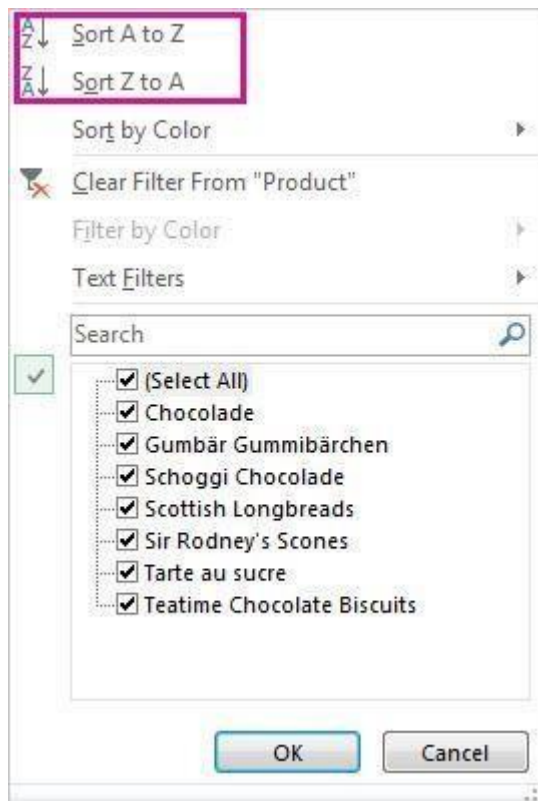 Sort A to Z
Sort Z to A
Sort by Color
Clear Filter From "Product"
Filter by Color
Text Filters
Search
(Select All)
Chocolade
Gumbär Gummibärchen
Schoggi Chocolade
Scottish Longbreads
Sir Rodney's Scones
Tarte au sucre
Teatime Chocolate Biscuits
OK Cancel